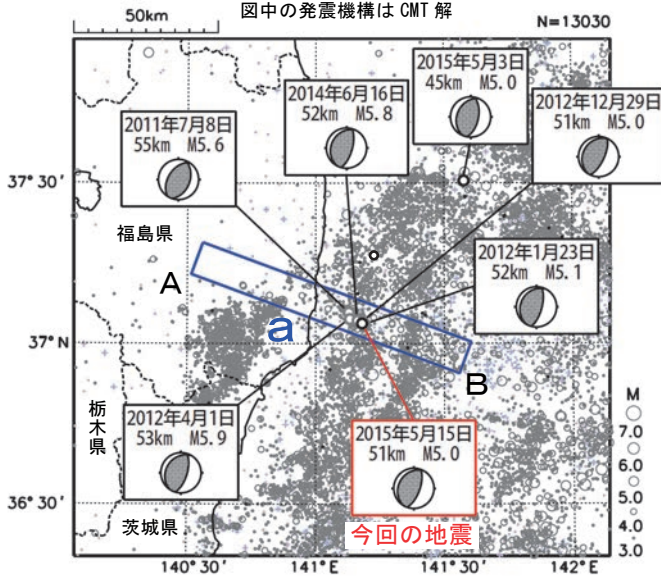 図中の発震機構は CMT 解
50km
N=13030
2015年5月3日
45km M5.0
2014年6月16日
52km M5.8
2012年12月29日
51km M5.0
2011年7月8日
55km M5.6
37°30′
福島県
2012年1月23日
52km M5.1
A
a
37°N
B
栃木県
2012年4月1日
53km M5.9
2015年5月15日
51km M5.0
今回の地震
M
7.0
6.0
5.0
4.0
3.0
36°30′
茨城県
140°30′
141°E
141°30′
142°E